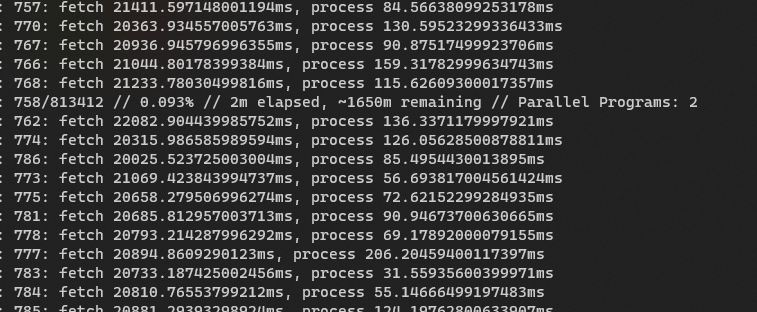 : 757: fetch 21411.597148001194ms, process 84.56638099253178ms
: 770: fetch 20363.934557005763ms, process 130.59523299336433ms
: 767: fetch 20936.945796996355ms, process 90.87517499923706ms
: 766: fetch 21044.80178399384ms, process 159.31782999634743ms
: 768: fetch 21233.78030499816ms, process 115.62609300017357ms
: 758/813412 // 0.093% // 2m elapsed, ~1650m remaining // Parallel Programs: 2
: 762: fetch 22082.904439985752ms, process 136.3371179997921ms
: 774: fetch 20315.986585989594ms, process 126.05628500878811ms
: 786: fetch 20025.523725003004ms, process 85.4954430013895ms
: 773: fetch 21069.423843994737ms, process 56.693817004561424ms
: 775: fetch 20658.279506996274ms, process 72.62152299284935ms
: 781: fetch 20685.812957003713ms, process 90.94673700630665ms
: 778: fetch 20793.214287996292ms, process 69.17892000079155ms
: 777: fetch 20894.8609290123ms, process 206.20459400117397ms
: 783: fetch 20733.187425002456ms, process 31.55935600399971ms
: 784: fetch 20810.76553799212ms, process 55.14666499197483ms
: 785: fetch 20881.29393298924ms, process 124.19762800633907ms